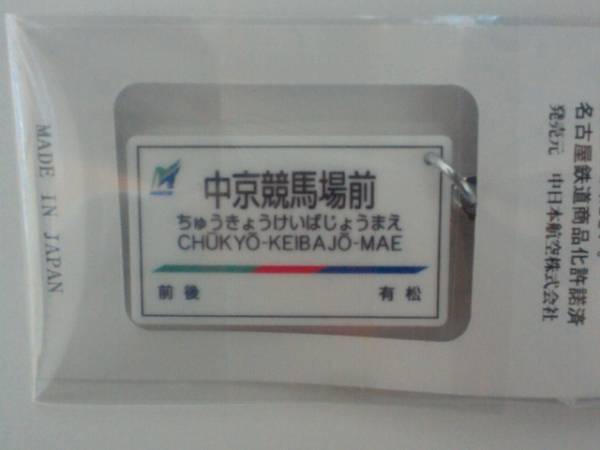 MADE IN JAPAN
中京競馬場前
ちゅうきょうけいばじょうまえ
CHŪKYŌ-KEIBAJŌ-MAE
前後
有松
名古屋鉄道商品化許諾済
発売元 中日本航空株式会社